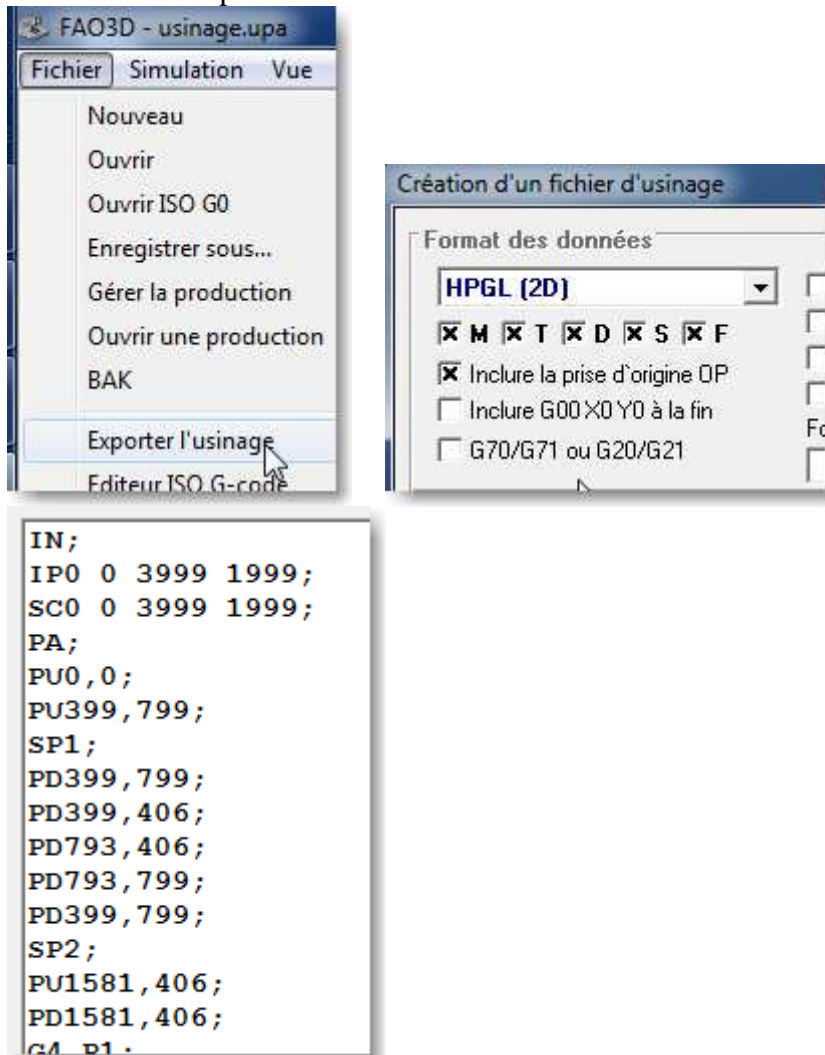 FAO3D - usinage.upa
Fichier Simulation Vue
Nouveau
Ouvrir
Ouvrir ISO G0
Enregistrer sous...
Gérer la production
Ouvrir une production
BAK
Exporter l'usinage
Editeur ISO G-code
Création d'un fichier d'usinage
Format des données
HPGL (2D)
M T D S F
Inclure la prise d'origine OP
Inclure G00 X0 Y0 à la fin
G70/G71 ou G20/G21
Fo
IN;
IP0 0 3999 1999;
SC0 0 3999 1999;
PA;
PU0,0;
PU399,799;
SP1;
PD399,799;
PD399,406;
PD793,406;
PD793,799;
PD399,799;
SP2;
PU1581,406;
PD1581,406;
G4 P1;